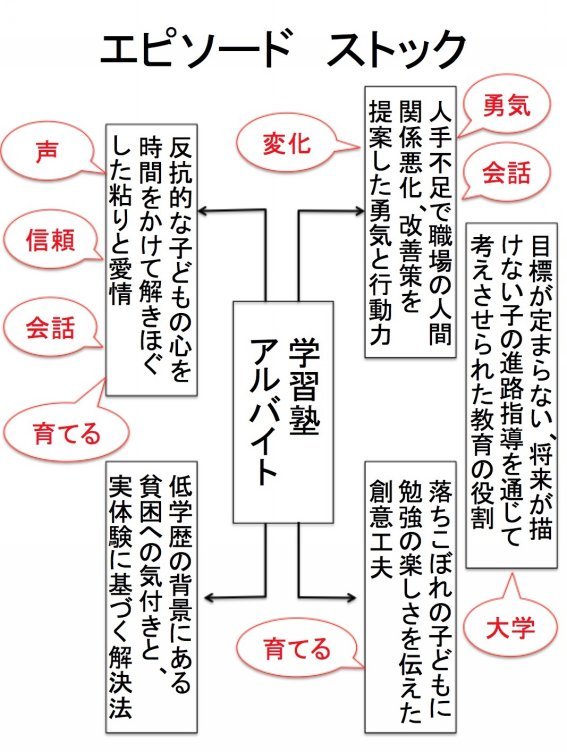 エピソード　ストック
勇気
変化
会話
人手不足で職場の人間
関係悪化、改善策を
提案した勇気と行動力
声
信頼
会話
育てる
反抗的な子どもの心を
時間をかけて解きほぐ
した粘りと愛情
目標が定まらない、将来が描
けない子の進路指導を通じて
考えさせられた教育の役割
大学
学習塾
アルバイト
落ちこぼれの子どもに
勉強の楽しさを伝えた
創意工夫
育てる
低学歴の背景にある
貧困への気付きと、
実体験に基づく解決法